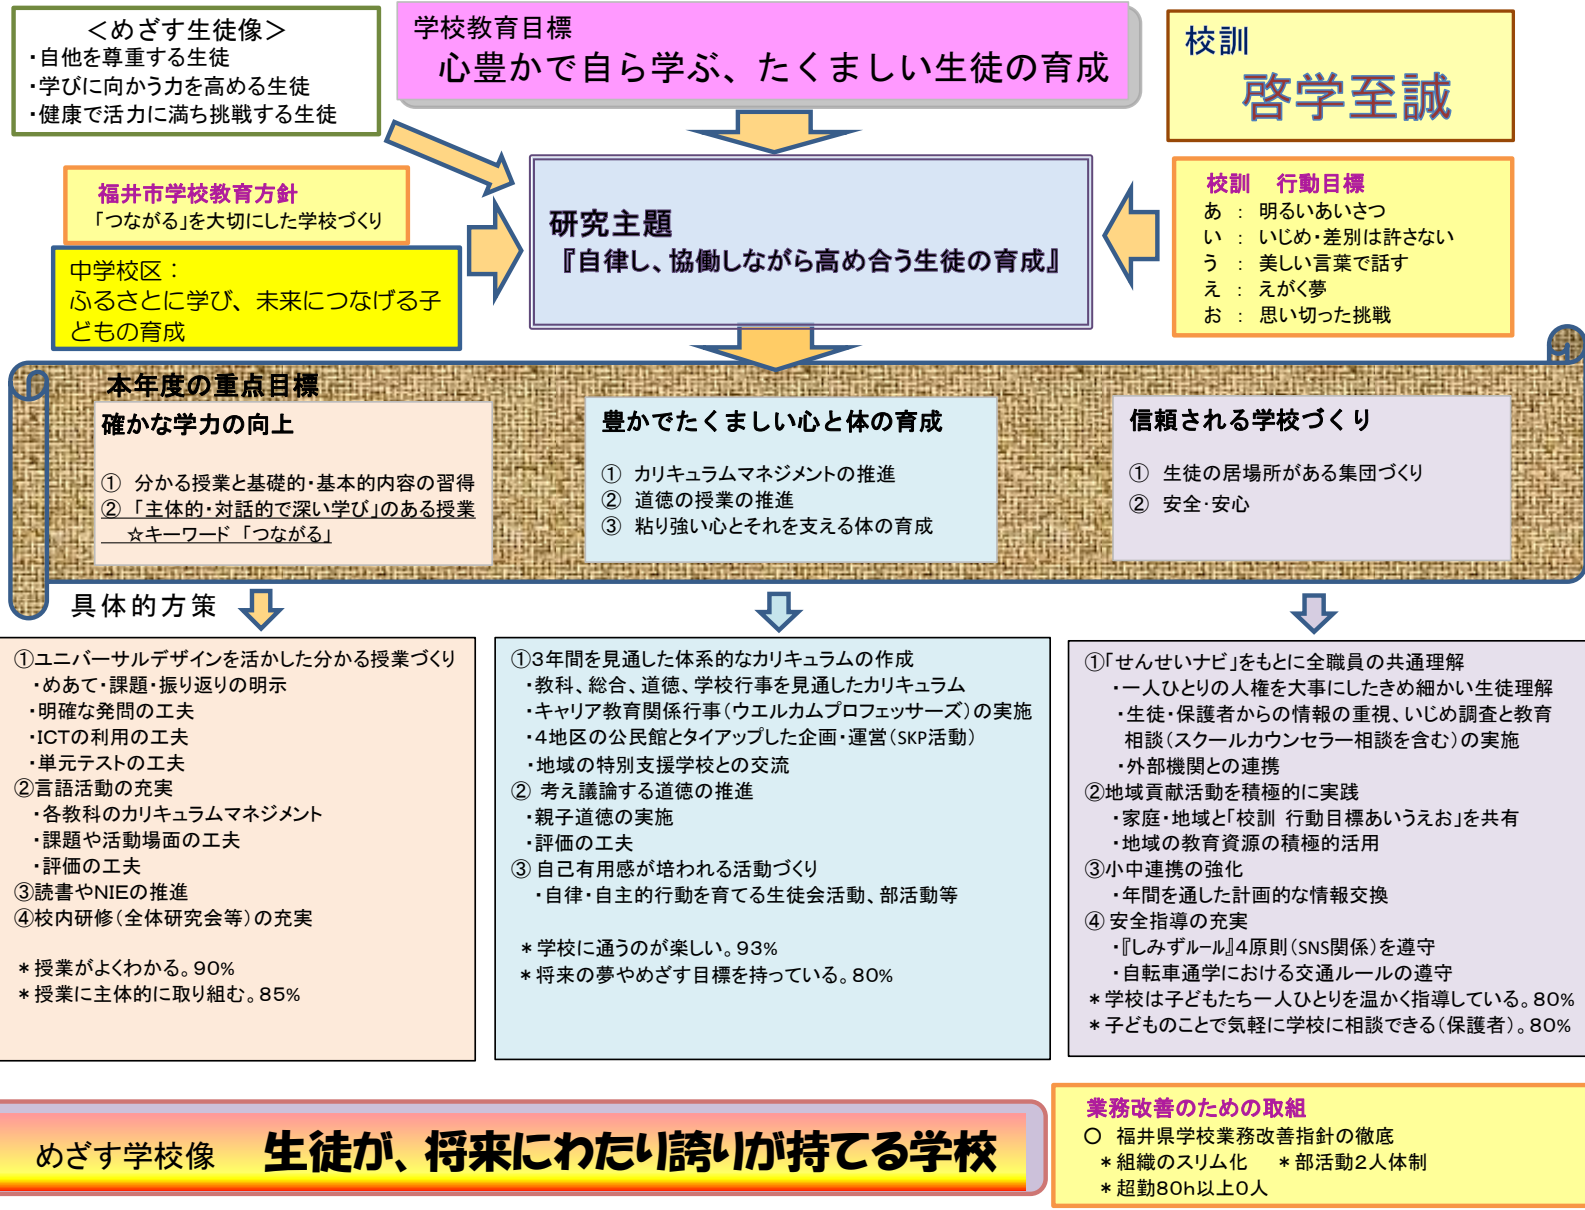 ＜めざす生徒像＞
・自他を尊重する生徒
・学びに向かう力を高める生徒
・健康で活力に満ち挑戦する生徒
学校教育目標
心豊かで自ら学ぶ、たくましい生徒の育成
校訓
啓学至誠
福井市学校教育方針
「つながる」を大切にした学校づくり
中学校区：
ふるさとに学び、未来につなげる子
どもの育成
研究主題
『自律し、協働しながら高め合う生徒の育成』
校訓　行動目標
あ ： 明るいあいさつ
い ： いじめ・差別は許さない
う ： 美しい言葉で話す
え ： えがく夢
お ： 思い切った挑戦
本年度の重点目標
確かな学力の向上
① 分かる授業と基礎的・基本的内容の習得
② 「主体的・対話的で深い学び」のある授業
☆キーワード 「つながる」
豊かでたくましい心と体の育成
① カリキュラムマネジメントの推進
② 道徳の授業の推進
③ 粘り強い心とそれを支える体の育成
信頼される学校づくり
① 生徒の居場所がある集団づくり
② 安全・安心
具体的方策
①ユニバーサルデザインを活かした分かる授業づくり
・めあて・課題・振り返りの明示
・明確な発問の工夫
・ICTの利用の工夫
・単元テストの工夫
②言語活動の充実
・各教科のカリキュラムマネジメント
・課題や活動場面の工夫
・評価の工夫
③読書やNIEの推進
④校内研修（全体研究会等）の充実
＊授業がよくわかる。90%
＊授業に主体的に取り組む。85%
①3年間を見通した体系的なカリキュラムの作成
・教科、総合、道徳、学校行事を見通したカリキュラム
・キャリア教育関係行事（ウエルカムプロフェッサーズ）の実施
・4地区の公民館とタイアップした企画・運営（SKP活動）
・地域の特別支援学校との交流
② 考え議論する道徳の推進
・親子道徳の実施
・評価の工夫
③ 自己有用感が培われる活動づくり
・自律・自主的行動を育てる生徒会活動、部活動等
＊学校に通うのが楽しい。93%
＊将来の夢やめざす目標を持っている。80%
①「せんせいナビ」をもとに全職員の共通理解
・一人ひとりの人権を大事にしたきめ細かい生徒理解
・生徒・保護者からの情報の重視、いじめ調査と教育
相談（スクールカウンセラー相談を含む）の実施
・外部機関との連携
②地域貢献活動を積極的に実践
・家庭・地域と「校訓 行動目標あいうえお」を共有
・地域の教育資源の積極的活用
③小中連携の強化
・年間を通した計画的な情報交換
④ 安全指導の充実
・『しみずルール』4原則（SNS関係）を遵守
・自転車通学における交通ルールの遵守
＊学校は子どもたち一人ひとりを温かく指導している。80%
＊子どものことで気軽に学校に相談できる（保護者）。80%
めざす学校像　生徒が、将来にわたり誇りが持てる学校
業務改善のための取組
○ 福井県学校業務改善指針の徹底
＊組織のスリム化　＊部活動2人体制
＊超勤80h以上0人